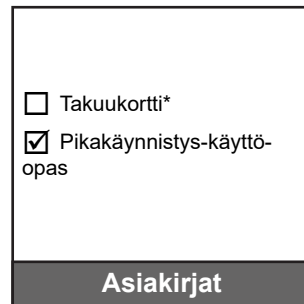 ☐ Takuukortti*
☑ Pikakäynnistys-käyttö-
opas
Asiakirjat